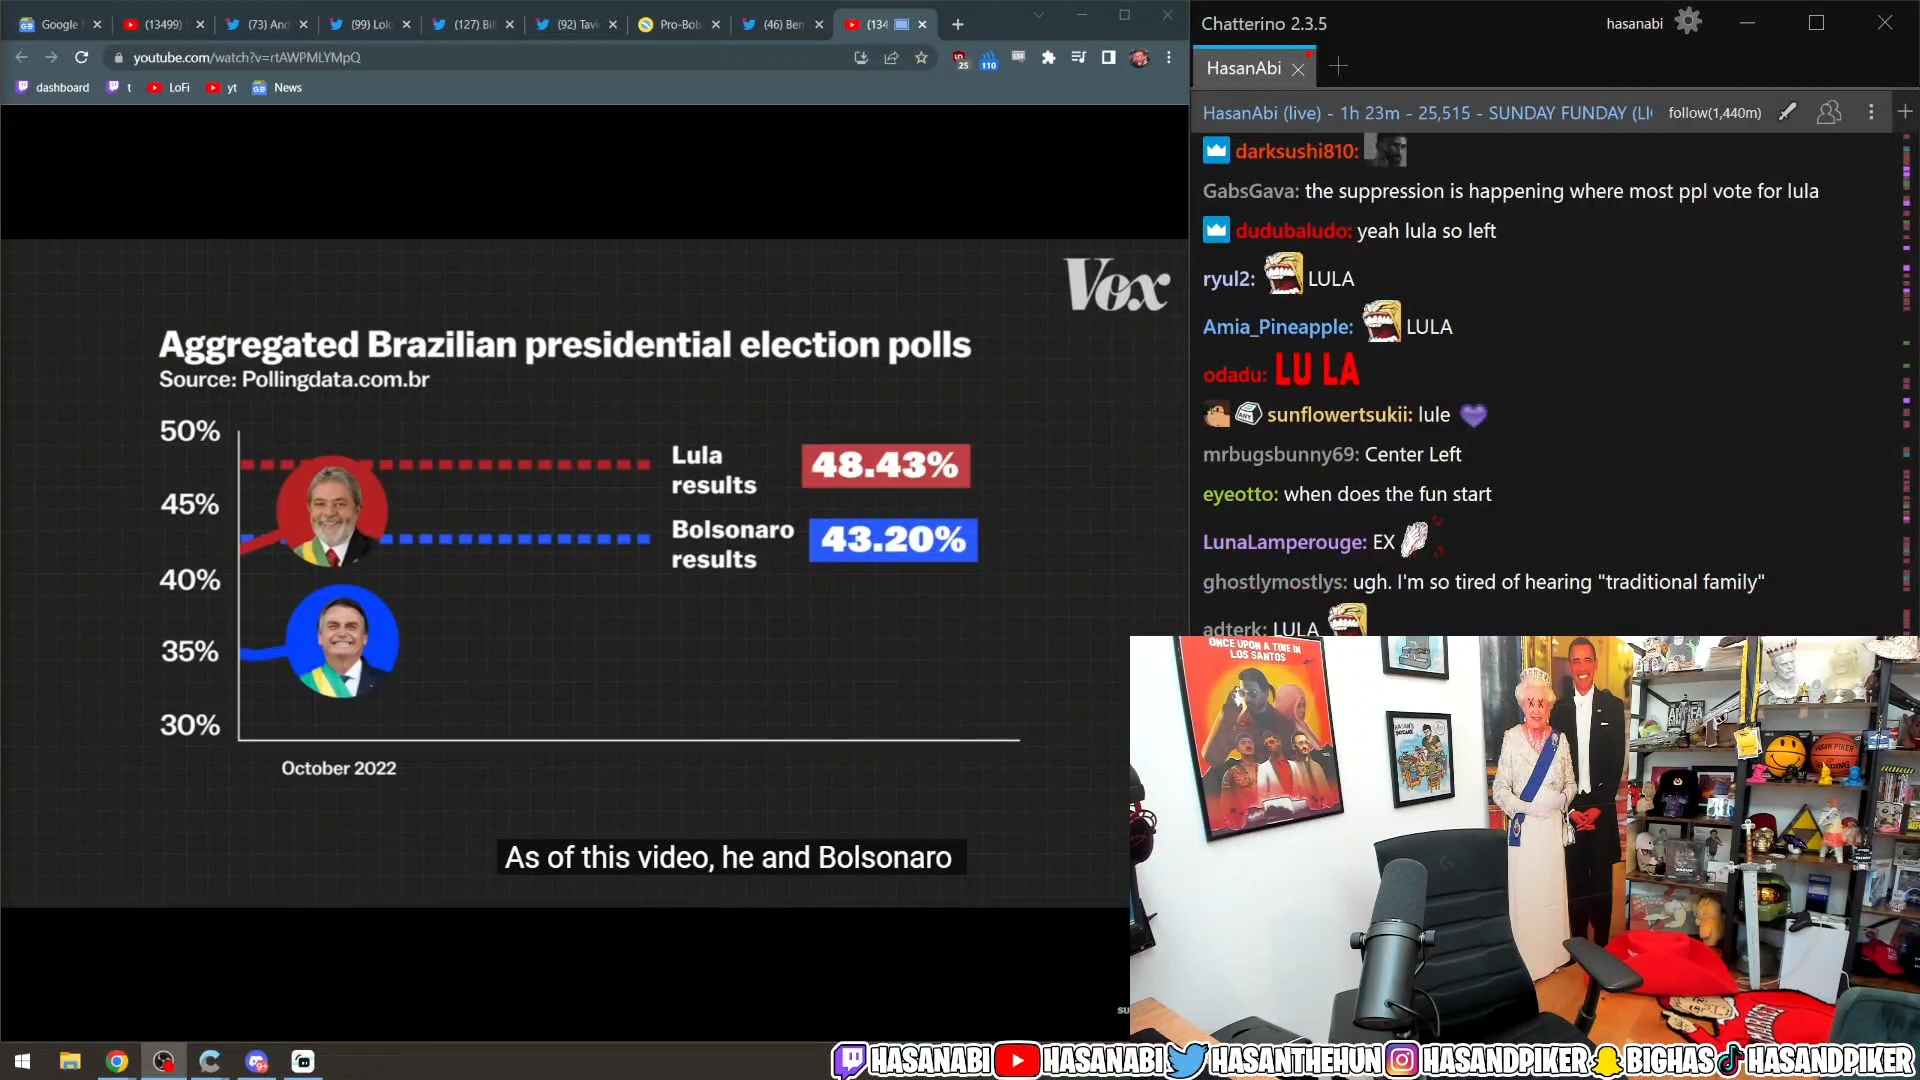 Google
(13499)
(73) And
(99) Lol
(127) Bil
(92) Tavi
Pro-Bol
(46) Ben
(134
youtube.com/watch?v=rtAWPMLYMpQ
25
110
dashboard
t
LoFi
yt
News
Vox
Aggregated Brazilian presidential election polls
Source: Pollingdata.com.br
50%
45%
40%
35%
30%
October 2022
Lula
results
48.43%
Bolsonaro
results
43.20%
As of this video, he and Bolsonaro
Chatterino 2.3.5
hasanabi
HasanAbi
HasanAbi (live) - 1h 23m - 25,515 - SUNDAY FUNDAY (LI
follow(1,440m)
darksushi810:
GabsGava: the suppression is happening where most ppl vote for lula
dudubaludo: yeah lula so left
ryul2: LULA
Amia_Pineapple: LULA
odadu: LU LA
sunflowertsukii: lule
mrbugsbunny69: Center Left
eyeotto: when does the fun start
LunaLamperouge: EX
ghostlymostlys: ugh. I'm so tired of hearing "traditional family"
adterk: LULA
ONCE UPON A TIME IN
LOS SANTOS
HASAN PIKER
SU
HASANABI
HASANABI
HASANTHEHUN
HASANDPIKER
BIGHAS
HASANDPIKER